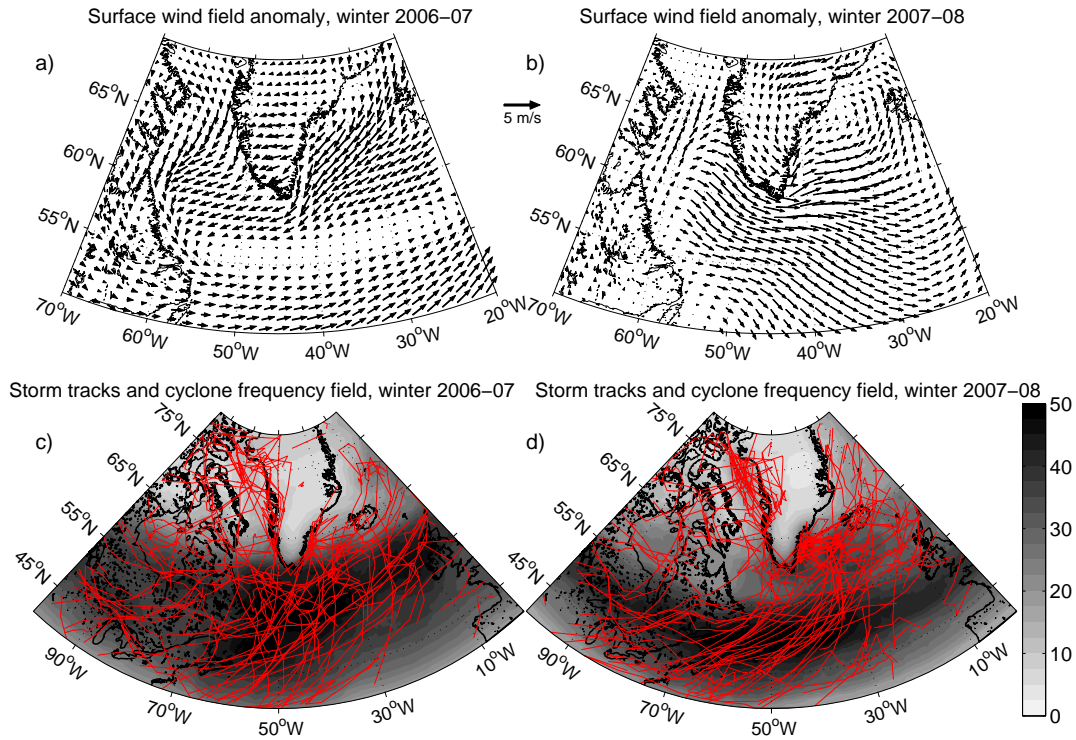 Surface wind field anomaly, winter 2006−07
Surface wind field anomaly, winter 2007−08
a)
b)
5 m/s
65°N
60°N
55°N
70°W
60°W
50°W
40°W
30°W
20°W
65°N
60°N
55°N
70°W
60°W
50°W
40°W
30°W
20°W
Storm tracks and cyclone frequency field, winter 2006−07
Storm tracks and cyclone frequency field, winter 2007−08
c)
d)
75°N
65°N
55°N
45°N
90°W
70°W
50°W
30°W
10°W
75°N
65°N
55°N
45°N
90°W
70°W
50°W
30°W
10°W
50
40
30
20
10
0